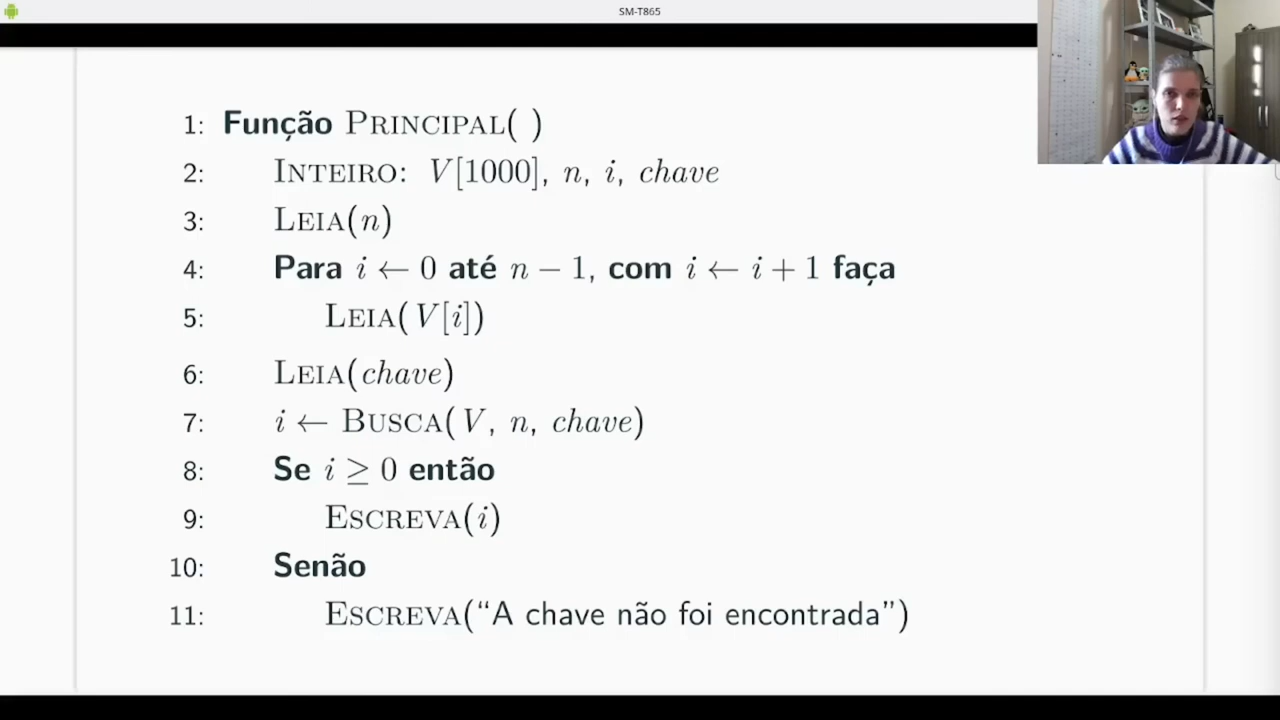 SM-T865
1: Função Principal( )
2: Inteiro: V[1000], n, i, chave
3: Leia(n)
4: Para i ← 0 até n − 1, com i ← i + 1 faça
5: Leia(V[i])
6: Leia(chave)
7: i ← Busca(V, n, chave)
8: Se i ≥ 0 então
9: Escreva(i)
10: Senão
11: Escreva(“A chave não foi encontrada”)